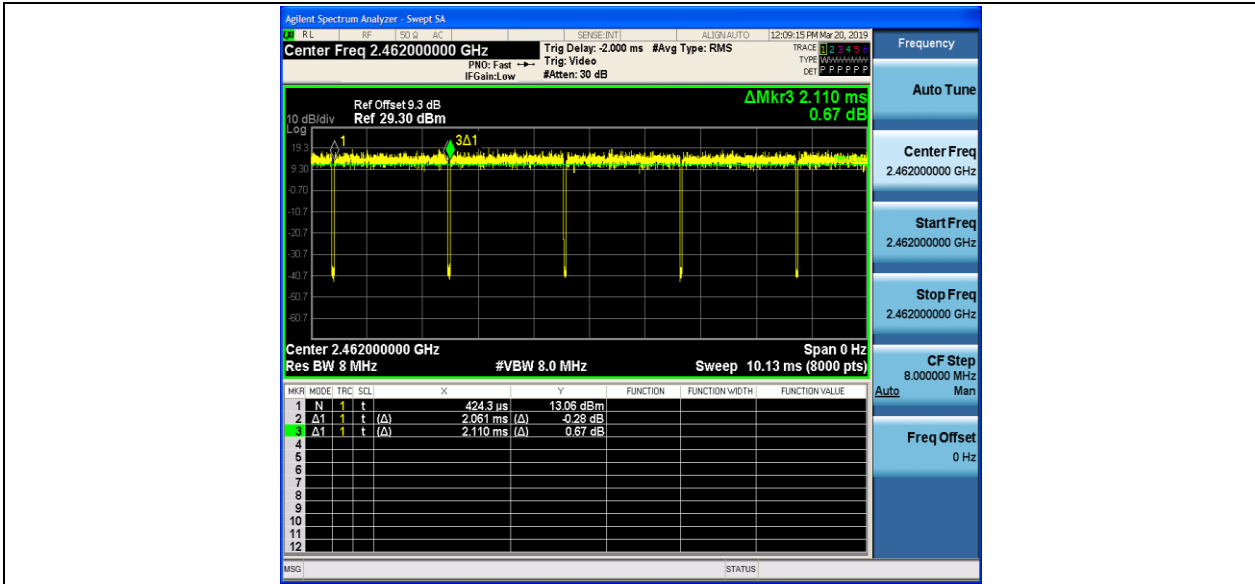 Agilent Spectrum Analyzer - Swept SA
LXI RL RF 50 Ω AC SENSE:INT ALIGNAUTO 12:09:15 PM Mar 20, 2019
Center Freq 2.462000000 GHz Trig Delay: -2.000 ms #Avg Type: RMS TRACE 1 2 3 4 5 6
PNO: Fast Trig: Video TYPE WWWWWW
IFGain:Low #Atten: 30 dB DET P P P P P P
ΔMkr3 2.110 ms
0.67 dB
Ref Offset 9.3 dB
10 dB/div Ref 29.30 dBm
Log
1 3Δ1
19.3
9.30
-0.70
-10.7
-20.7
-30.7
-40.7
-50.7
-60.7
Center 2.462000000 GHz Span 0 Hz
Res BW 8 MHz #VBW 8.0 MHz Sweep 10.13 ms (8000 pts)
MKR MODE TRC SCL X Y FUNCTION FUNCTION WIDTH FUNCTION VALUE
1 N 1 t 424.3 µs 13.06 dBm
2 Δ1 1 t (Δ) 2.061 ms (Δ) -0.28 dB
3 Δ1 1 t (Δ) 2.110 ms (Δ) 0.67 dB
4
5
6
7
8
9
10
11
12
MSG STATUS
Frequency
Auto Tune
Center Freq
2.462000000 GHz
Start Freq
2.462000000 GHz
Stop Freq
2.462000000 GHz
CF Step
8.000000 MHz
Auto Man
Freq Offset
0 Hz